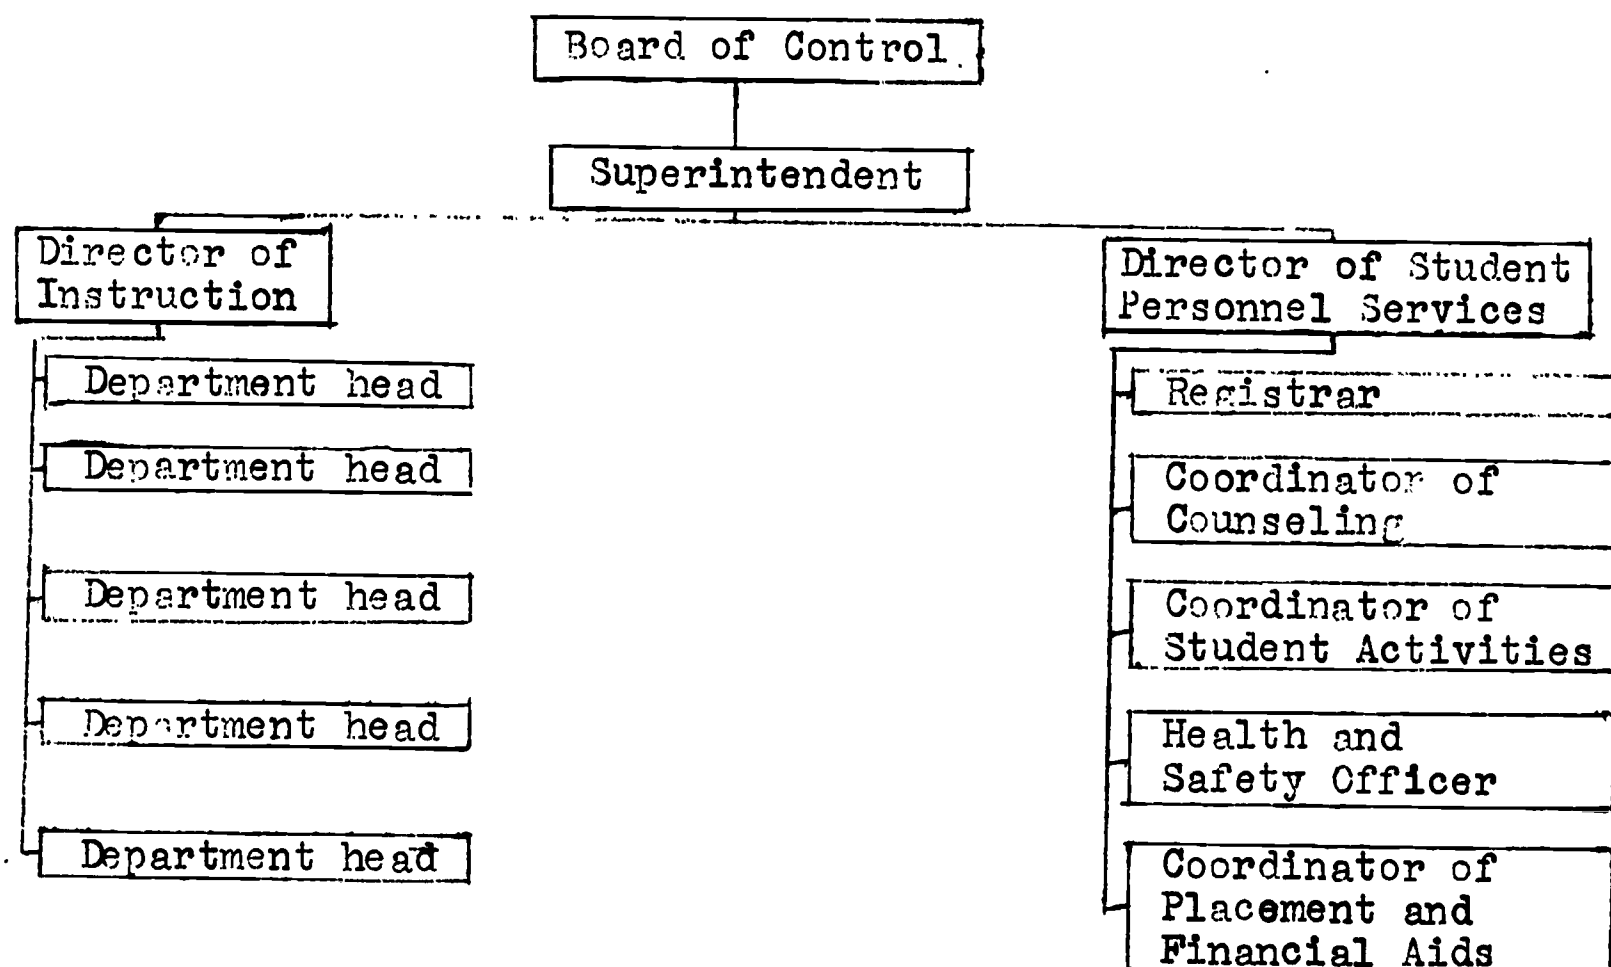 Board of Control
Superintendent
Director of
Instruction
Department head
Department head
Department head
Department head
Department head
Director of Student
Personnel Services
Registrar
Coordinator of
Counseling
Coordinator of
Student Activities
Health and
Safety Officer
Coordinator of
Placement and
Financial Aids